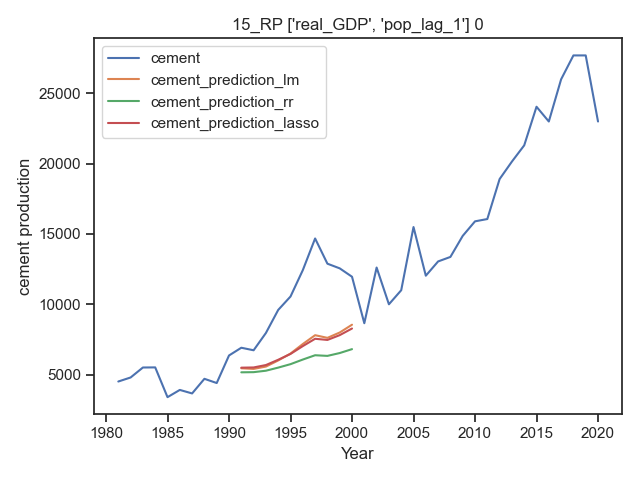 15_RP ['real_GDP', 'pop_lag_1'] 0
cement
cement_prediction_lm
cement_prediction_rr
cement_prediction_lasso
cement production
25000
20000
15000
10000
5000
1980 1985 1990 1995 2000 2005 2010 2015 2020
Year